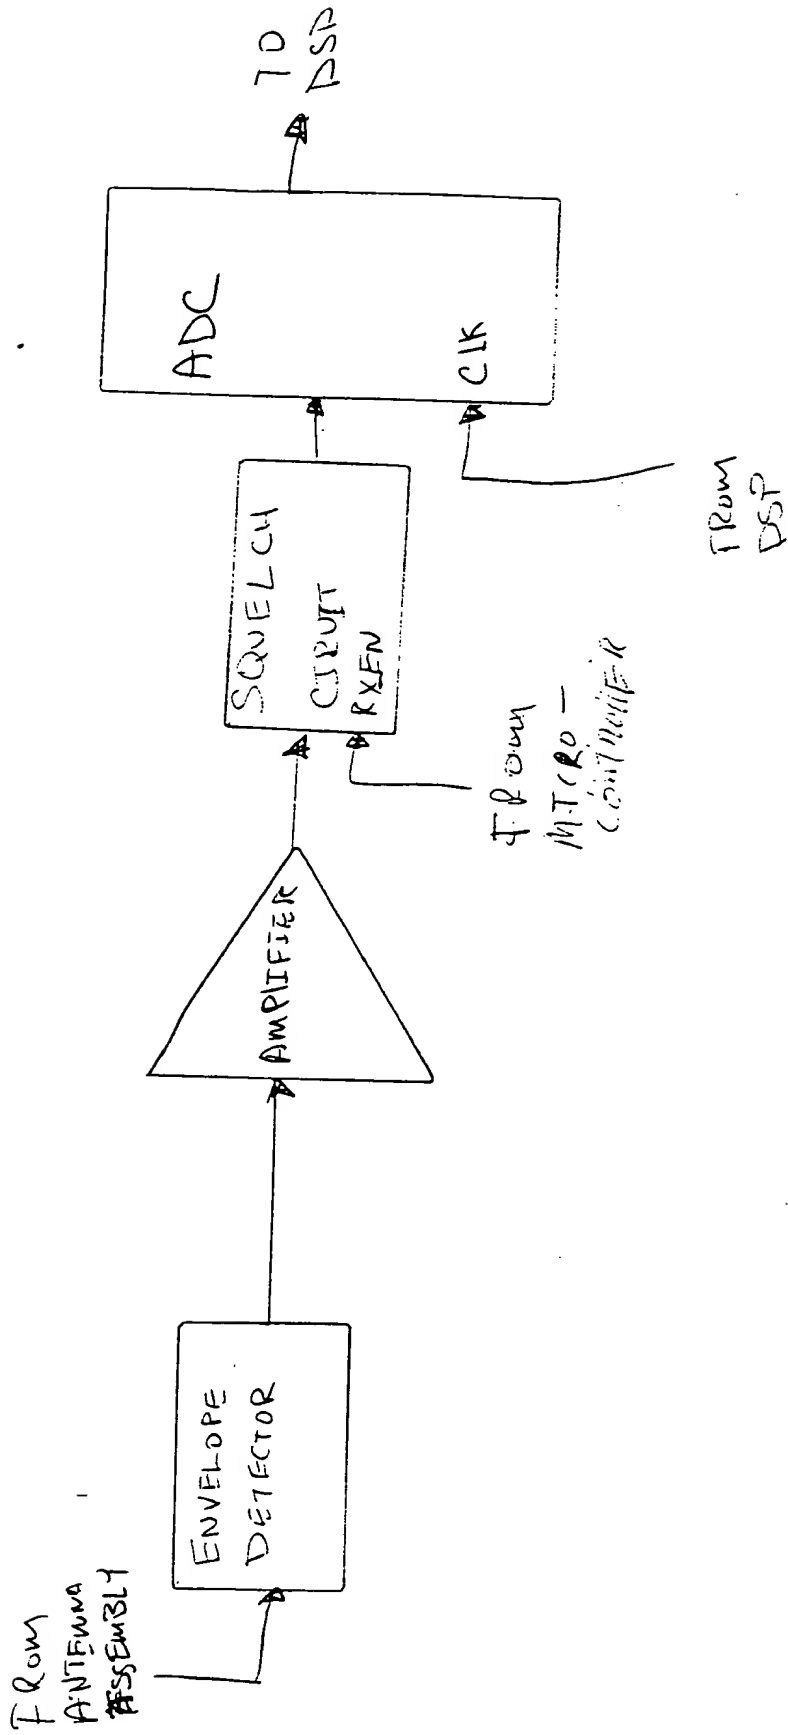 FROM
ANTENNA
ASSEMBLY
ENVELOPE
DETECTOR
AMPLIFIER
SQUELCH
CIRUIT
RXEN
FROM
MICRO-
CONTROllER
ADC
ClK
FROM
DSP
TO
DSP